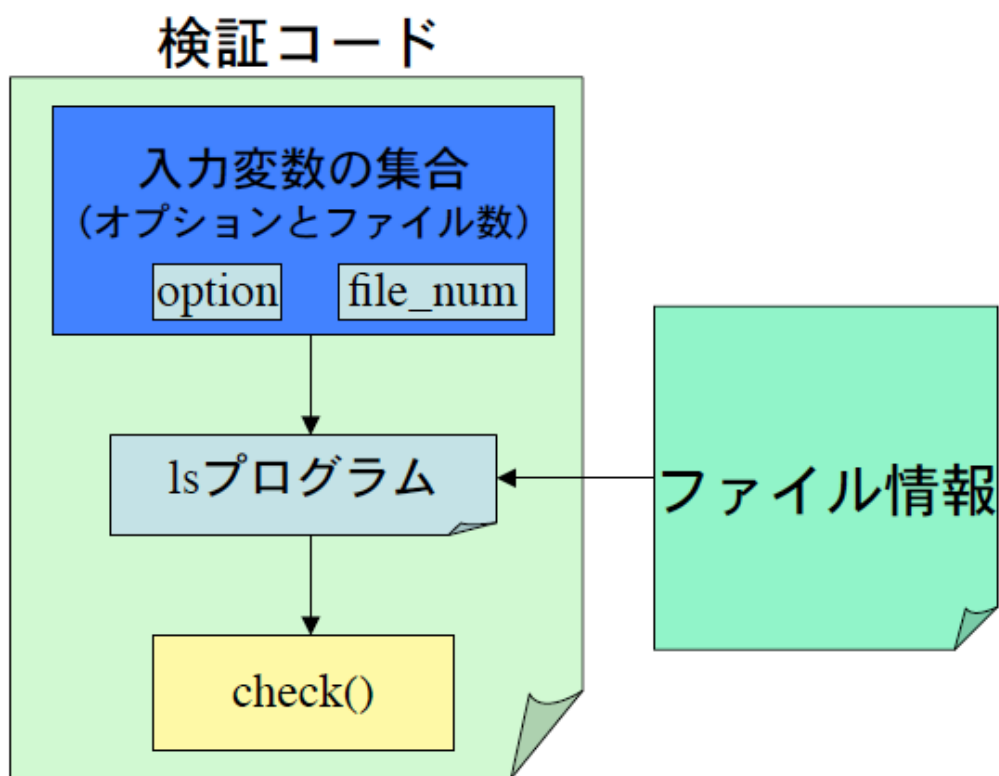 検証コード
入力変数の集合
（オプションとファイル数）
option
file_num
lsプログラム
ファイル情報
check()